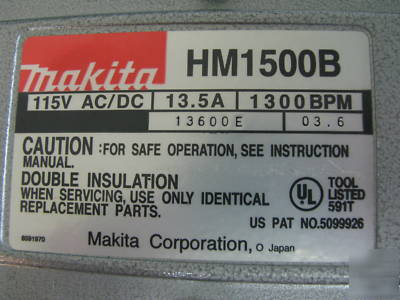 makita HM1500B
115V AC/DC 13.5A 1300BPM
13600E 03.6
CAUTION :FOR SAFE OPERATION, SEE INSTRUCTION
MANUAL.
DOUBLE INSULATION
WHEN SERVICING, USE ONLY IDENTICAL
REPLACEMENT PARTS.
UL
TOOL
LISTED
591T
US PAT NO.5099926
8591970
Makita Corporation, O Japan